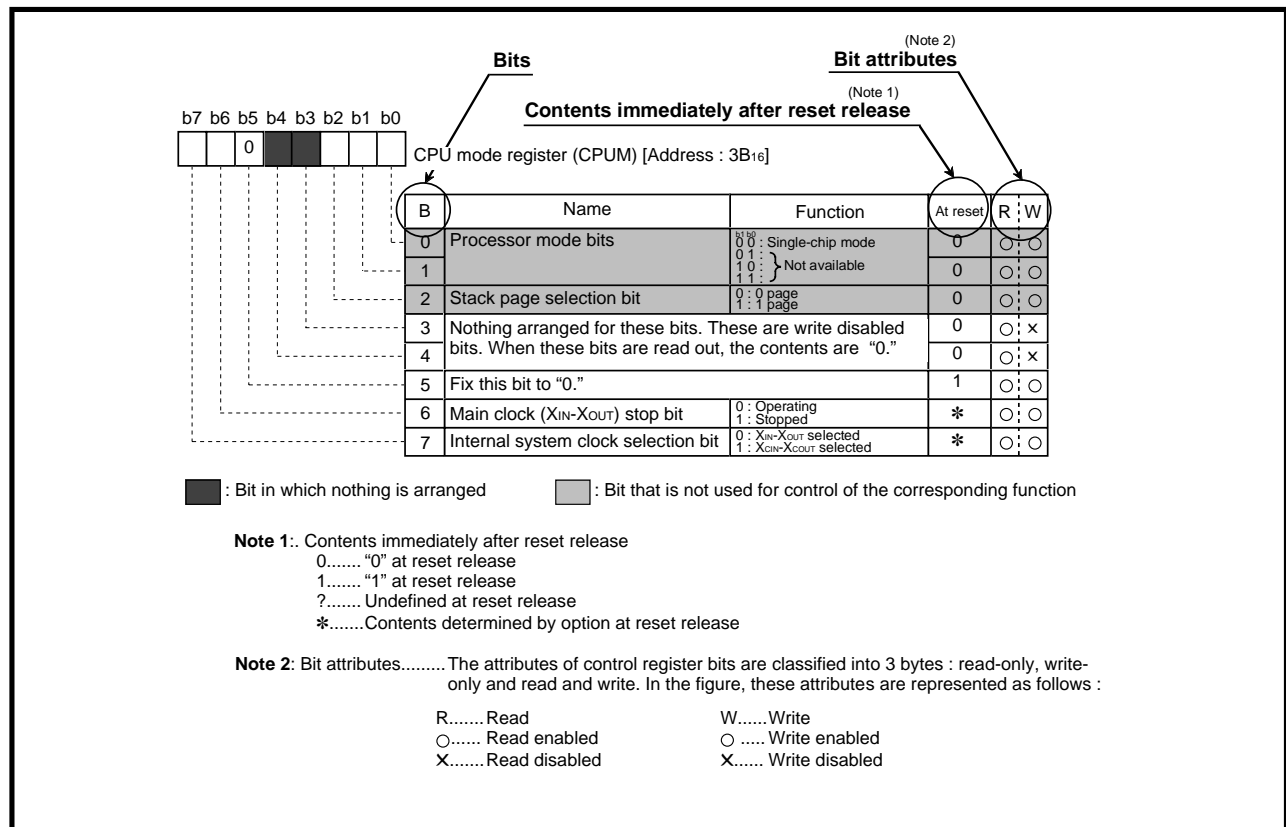 (Note 2)
Bits
Bit attributes
(Note 1)
Contents immediately after reset release
b7 b6 b5 b4 b3 b2 b1 b0
0
CPU mode register (CPUM) [Address : 3B16]
B Name Function At reset R W
0 Processor mode bits b1 b0 0 0 : Single-chip mode 0 ○ ○
0 1 :
1 1 0 : } Not available 0 ○ ○
1 1 :
2 Stack page selection bit 0 : 0 page 0 ○ ○
1 : 1 page
3 Nothing arranged for these bits. These are write disabled 0 ○ ×
4 bits. When these bits are read out, the contents are “0.” 0 ○ ×
5 Fix this bit to “0.” 1 ○ ○
6 Main clock (XIN-XOUT) stop bit 0 : Operating ✻ ○ ○
1 : Stopped
7 Internal system clock selection bit 0 : XIN-XOUT selected ✻ ○ ○
1 : XCIN-XCOUT selected
: Bit in which nothing is arranged : Bit that is not used for control of the corresponding function
Note 1:. Contents immediately after reset release
0....... “0” at reset release
1....... “1” at reset release
?....... Undefined at reset release
✻.......Contents determined by option at reset release
Note 2: Bit attributes.........The attributes of control register bits are classified into 3 bytes : read-only, write-
only and read and write. In the figure, these attributes are represented as follows :
R.......Read W......Write
○...... Read enabled ○ ..... Write enabled
×.......Read disabled ×...... Write disabled